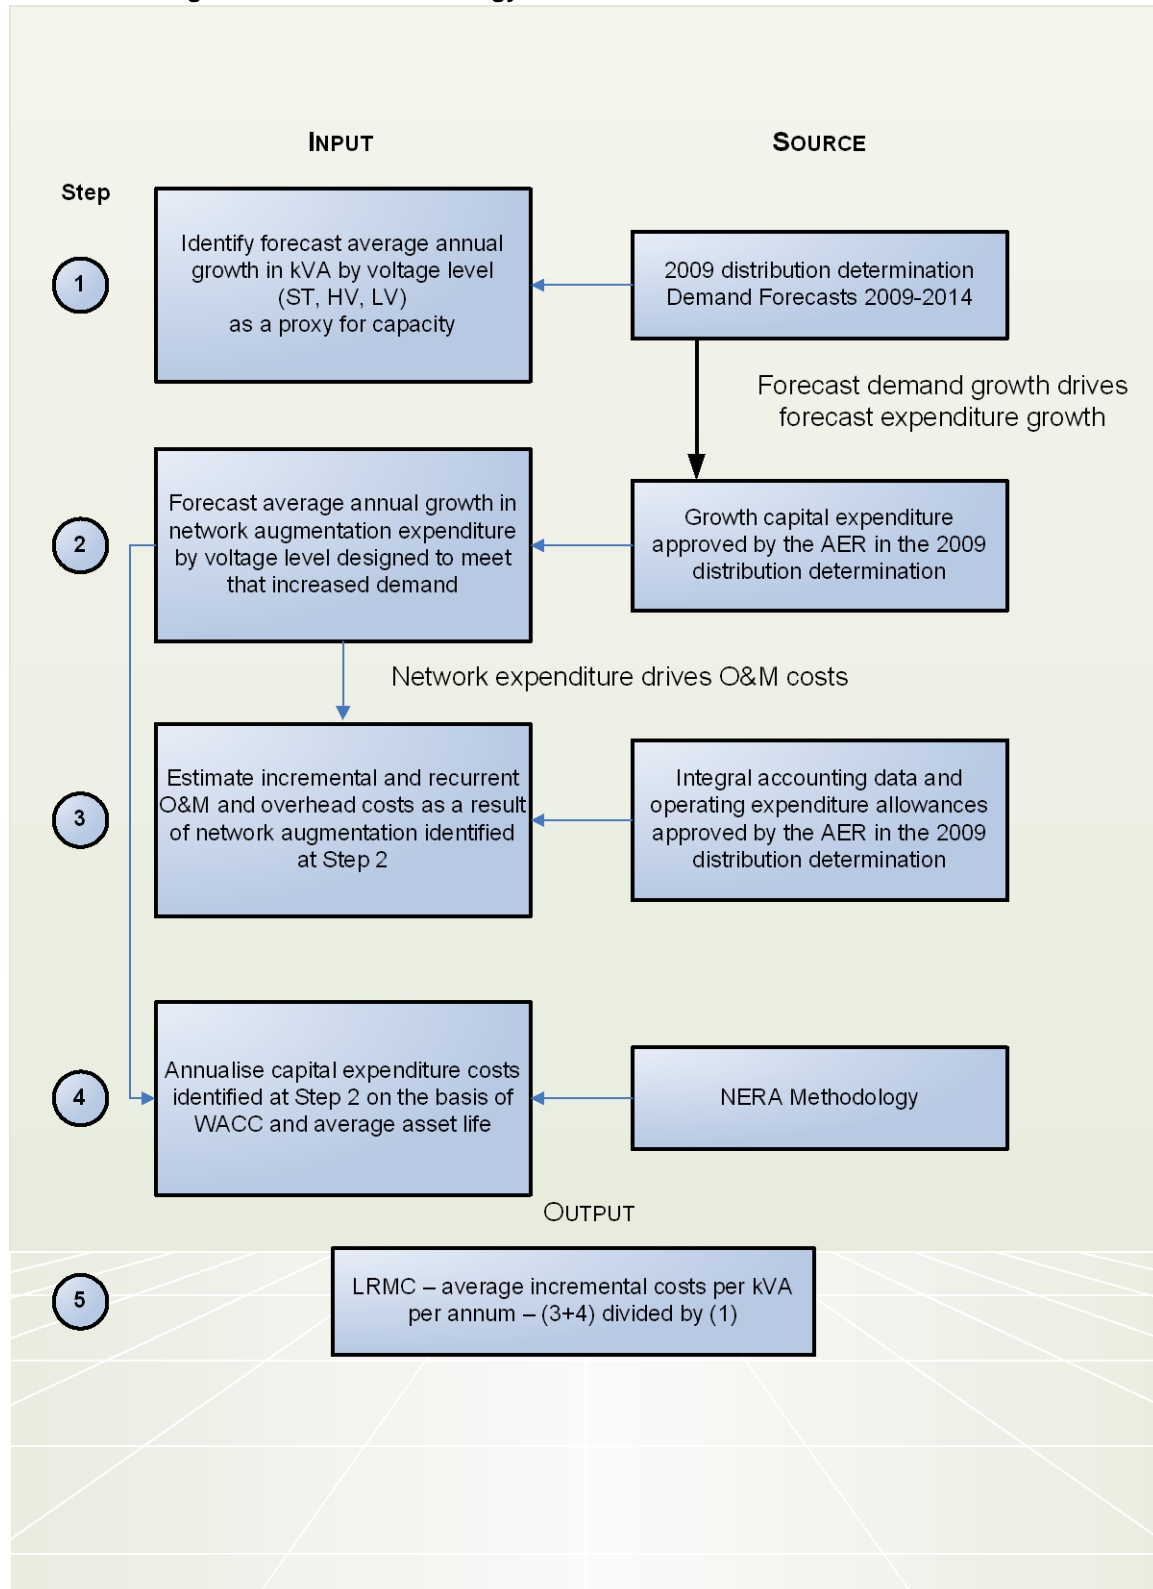 INPUT
SOURCE
Step
1
Identify forecast average annual
growth in kVA by voltage level
(ST, HV, LV)
as a proxy for capacity
2009 distribution determination
Demand Forecasts 2009-2014
Forecast demand growth drives
forecast expenditure growth
2
Forecast average annual growth in
network augmentation expenditure
by voltage level designed to meet
that increased demand
Growth capital expenditure
approved by the AER in the 2009
distribution determination
Network expenditure drives O&M costs
3
Estimate incremental and recurrent
O&M and overhead costs as a result
of network augmentation identified
at Step 2
Integral accounting data and
operating expenditure allowances
approved by the AER in the 2009
distribution determination
4
Annualise capital expenditure costs
identified at Step 2 on the basis of
WACC and average asset life
NERA Methodology
OUTPUT
5
LRMC – average incremental costs per kVA
per annum – (3+4) divided by (1)